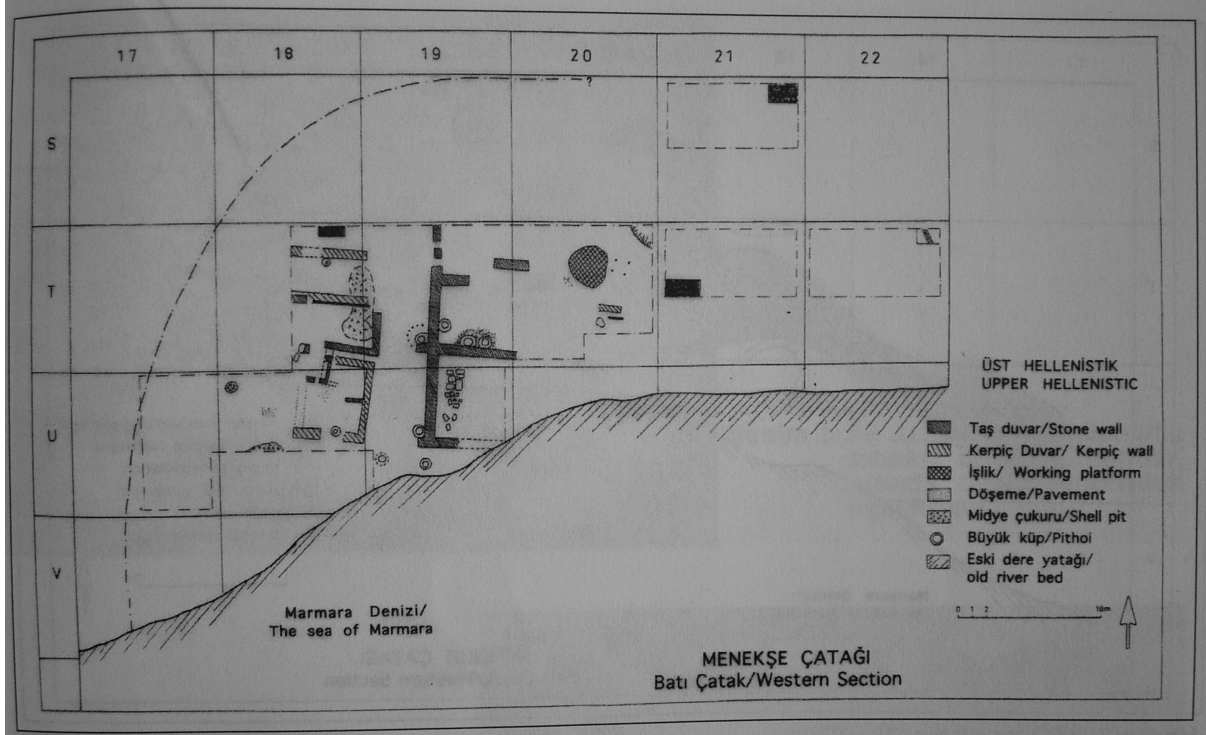 17 18 19 20 21 22
?
S
T
U
V
ÜST HELLENİSTİK
UPPER HELLENISTIC
Taş duvar/Stone wall
Kerpiç Duvar/ Kerpiç wall
İşlik/ Working platform
Döşeme/Pavement
Midye çukuru/Shell pit
Büyük küp/Pithoi
Eski dere yatağı/
old river bed
0 1 2 10m
Marmara Denizi/
The sea of Marmara
MENEKŞE ÇATAĞI
Batı Çatak/Western Section